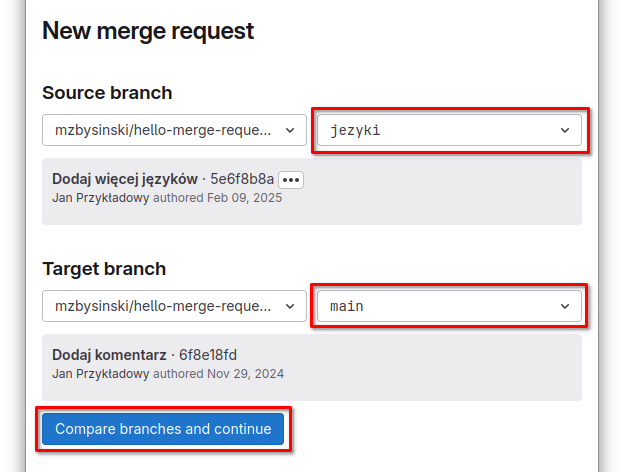 New merge request
Source branch
mzbysinski/hello-merge-reque... jezyki
Dodaj więcej języków · 5e6f8b8a
Jan Przykładowy authored Feb 09, 2025
Target branch
mzbysinski/hello-merge-reque... main
Dodaj komentarz · 6f8e18fd
Jan Przykładowy authored Nov 29, 2024
Compare branches and continue